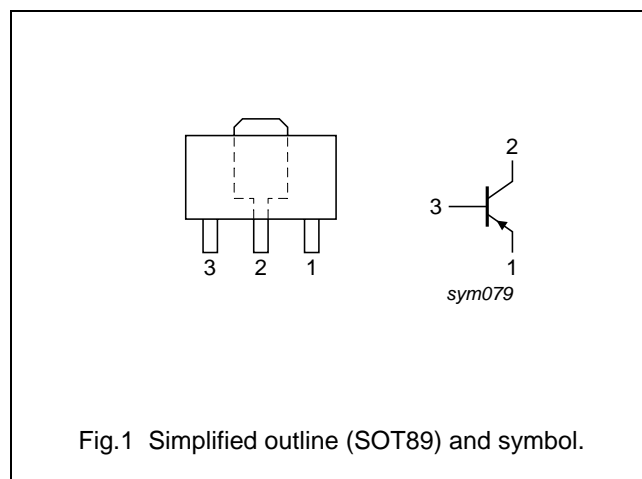 3 2 1
2
3
1
sym079
Fig.1 Simplified outline (SOT89) and symbol.